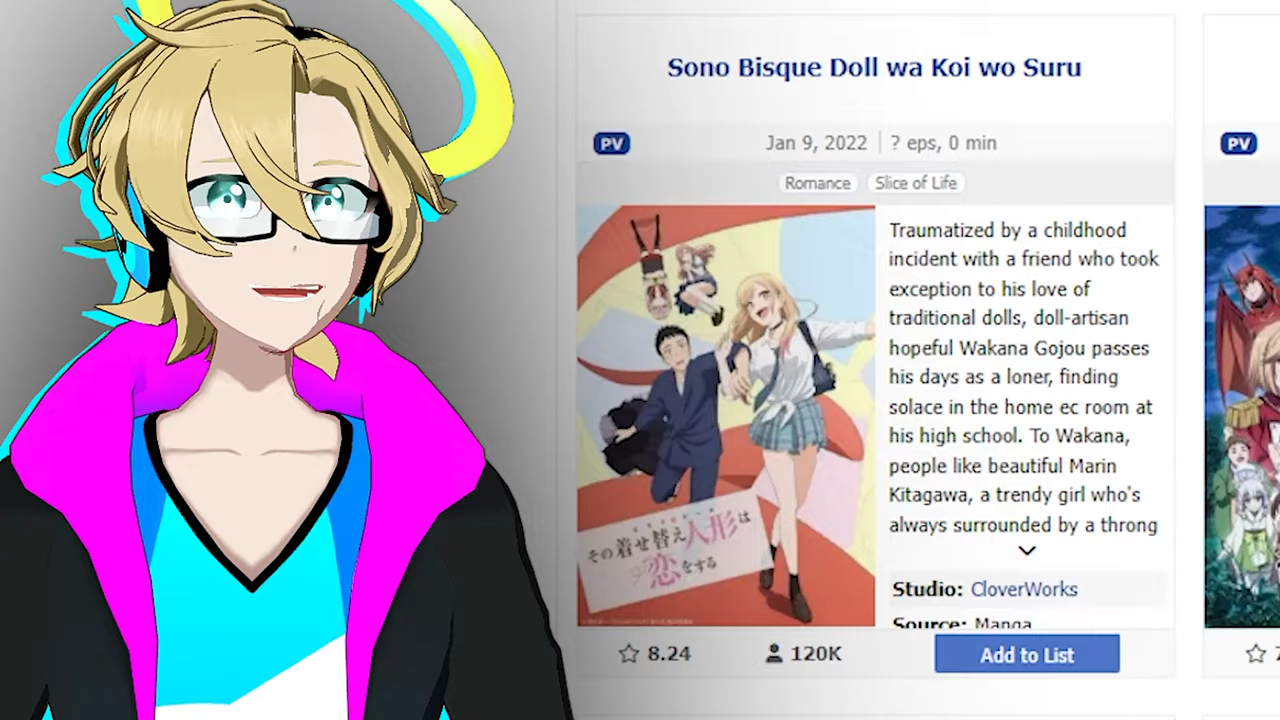 Sono Bisque Doll wa Koi wo Suru
PV
Jan 9, 2022
? eps, 0 min
PV
Romance
Slice of Life
Traumatized by a childhood
incident with a friend who took
exception to his love of
traditional dolls, doll-artisan
hopeful Wakana Gojou passes
his days as a loner, finding
solace in the home ec room at
his high school. To Wakana,
people like beautiful Marin
Kitagawa, a trendy girl who's
always surrounded by a throng
その着せ替え人形は
恋をする
Studio: CloverWorks
Source: Manga
8.24
120K
Add to List
7